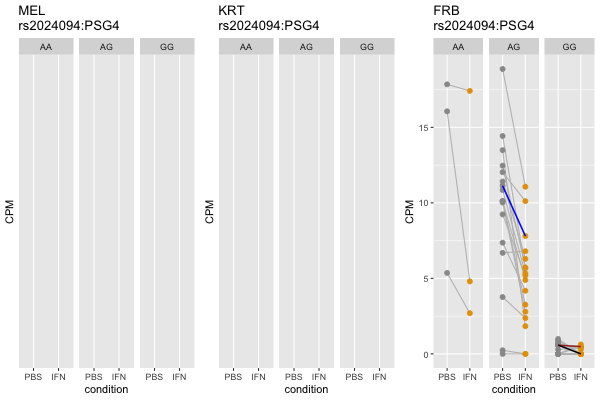 MEL
rs2024094:PSG4
AA AG GG
CPM
PBS IFN PBS IFN PBS IFN
condition
KRT
rs2024094:PSG4
AA AG GG
CPM
PBS IFN PBS IFN PBS IFN
condition
FRB
rs2024094:PSG4
AA AG GG
15
10
5
0
CPM
PBS IFN PBS IFN PBS IFN
condition